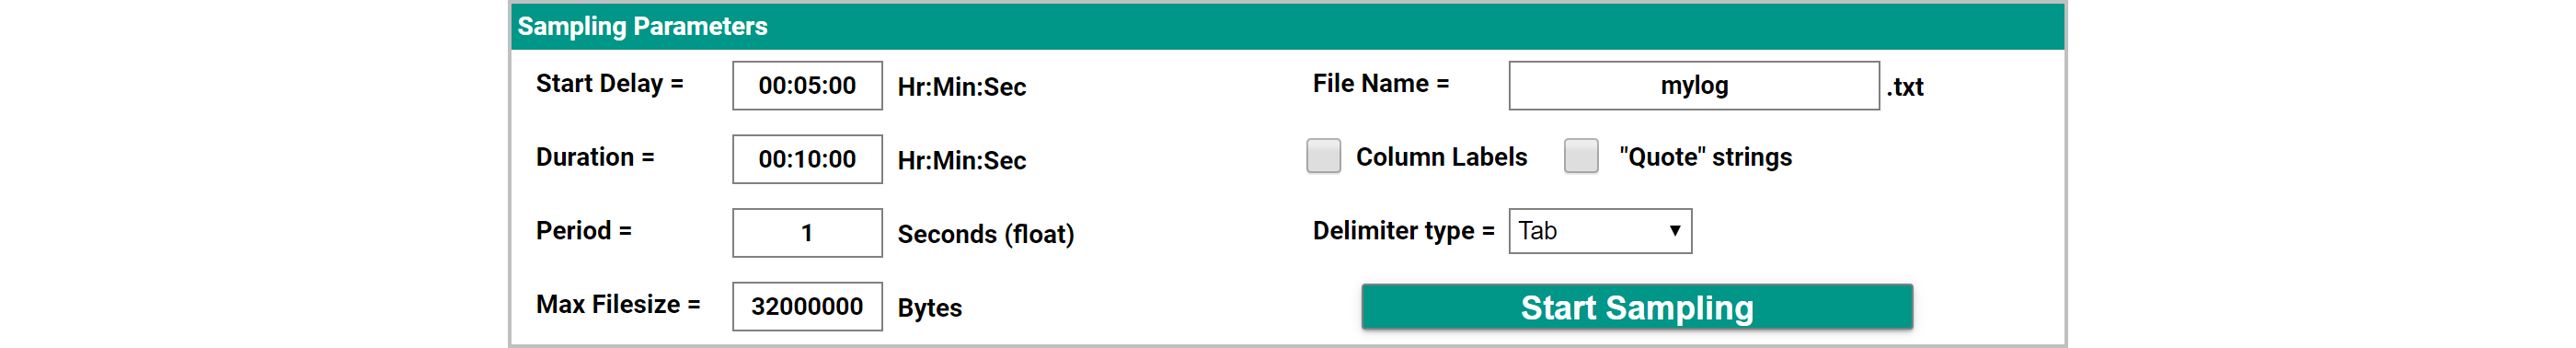 Sampling Parameters
Start Delay = 00:05:00 Hr:Min:Sec File Name = mylog .txt
Duration = 00:10:00 Hr:Min:Sec Column Labels "Quote" strings
Period = 1 Seconds (float) Delimiter type = Tab
Max Filesize = 32000000 Bytes Start Sampling